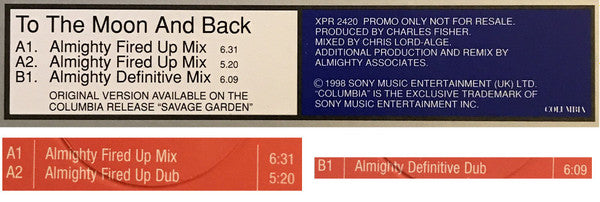 To The Moon And Back
A1. Almighty Fired Up Mix 6.31
A2. Almighty Fired Up Mix 5.20
B1. Almighty Definitive Mix 6.09
ORIGINAL VERSION AVAILABLE ON THE
COLUMBIA RELEASE "SAVAGE GARDEN"
XPR 2420 PROMO ONLY NOT FOR RESALE.
PRODUCED BY CHARLES FISHER.
MIXED BY CHRIS LORD-ALGE.
ADDITIONAL PRODUCTION AND REMIX BY
ALMIGHTY ASSOCIATES.
© 1998 SONY MUSIC ENTERTAINMENT (UK) LTD.
"COLUMBIA" IS THE EXCLUSIVE TRADEMARK OF
SONY MUSIC ENTERTAINMENT INC.
COLUMBIA
A1 Almighty Fired Up Mix 6:31
A2 Almighty Fired Up Dub 5:20
B1 Almighty Definitive Dub 6:09